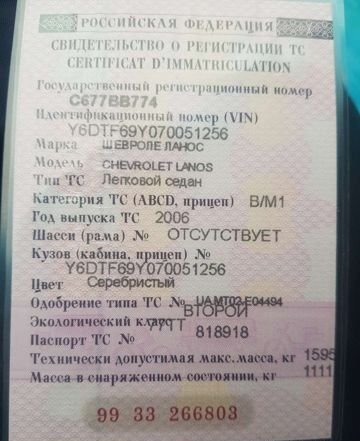 РОССИЙСКАЯ ФЕДЕРАЦИЯ
СВИДЕТЕЛЬСТВО О РЕГИСТРАЦИИ ТС
CERTIFICAT D'IMMATRICULATION
Государственный регистрационный номер
С677ВВ774
Идентификационный номер (VIN)
Y6DTF69Y070051256
Марка ШЕВРОЛЕ ЛАНОС
Модель CHEVROLET LANOS
Тип ТС Легковой седан
Категория ТС (ABCD, прицеп) B/M1
Год выпуска ТС 2006
Шасси (рама) № ОТСУТСТВУЕТ
Кузов (кабина, прицеп) №
Y6DTF69Y070051256
Цвет Серебристый
Одобрение типа ТС № UAMT02E04494
Экологический класс ВТОРОЙ
Паспорт ТС № 818918
Технически допустимая макс. масса, кг 1595
Масса в снаряженном состоянии, кг 1111
99 33 266803